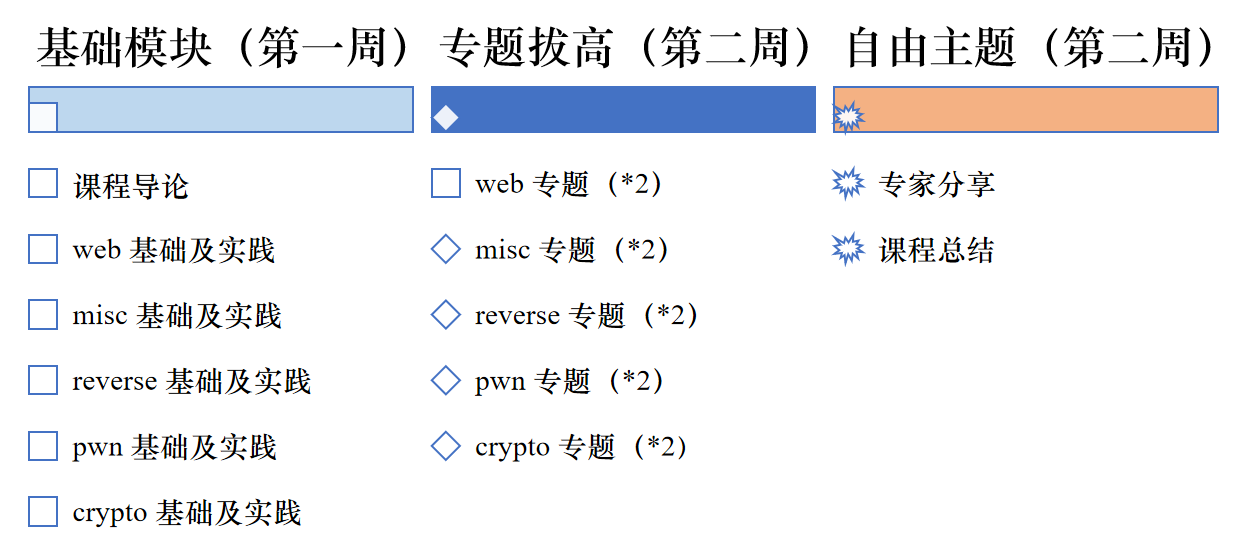 基础模块（第一周）
课程导论
web 基础及实践
misc 基础及实践
reverse 基础及实践
pwn 基础及实践
crypto 基础及实践
专题拔高（第二周）
web 专题（*2）
misc 专题（*2）
reverse 专题（*2）
pwn 专题（*2）
crypto 专题（*2）
自由主题（第二周）
专家分享
课程总结